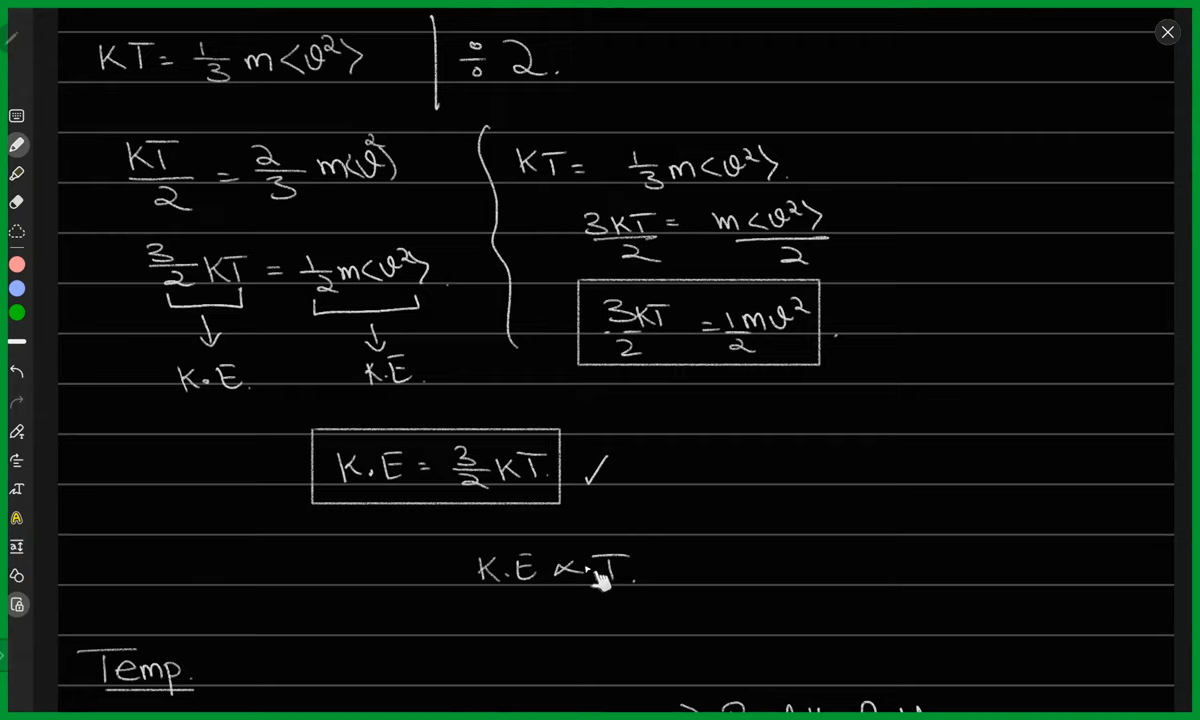 KT = 1/3 m<v²> | ÷ 2.
KT/2 = 2/3 m<v²>
3/2 KT = 1/2 m<v²>.
K.E. K.E.
KT = 1/3 m<v²>.
3KT/2 = m<v²>/2
3KT/2 = 1/2 mv².
K.E = 3/2 KT. ✓
K.E ∝ T.
Temp.